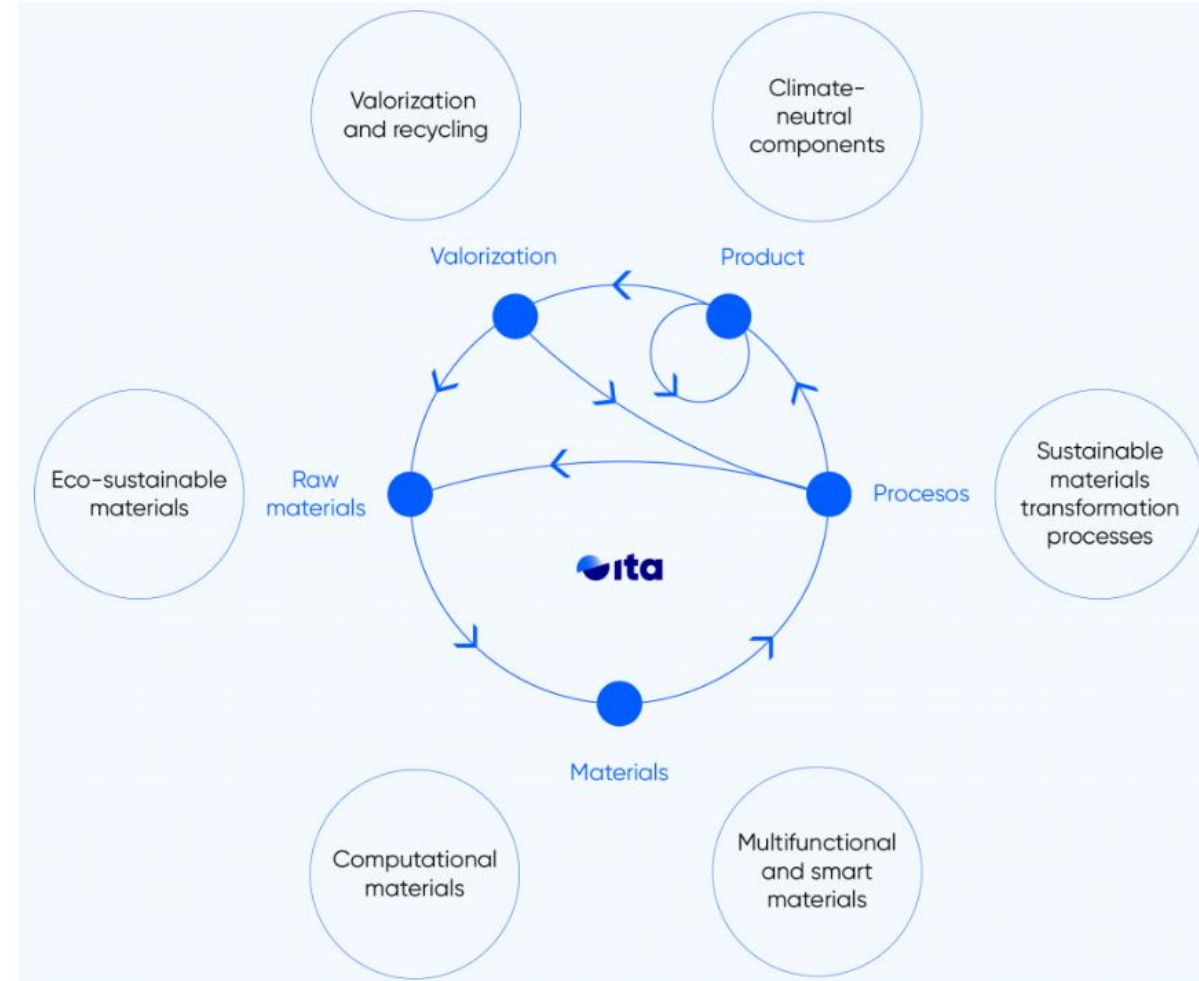 Valorization
and recycling
Climate-
neutral
components
Valorization
Product
Eco-sustainable
materials
Raw
materials
Procesos
Sustainable
materials
transformation
processes
ita
Materials
Computational
materials
Multifunctional
and smart
materials